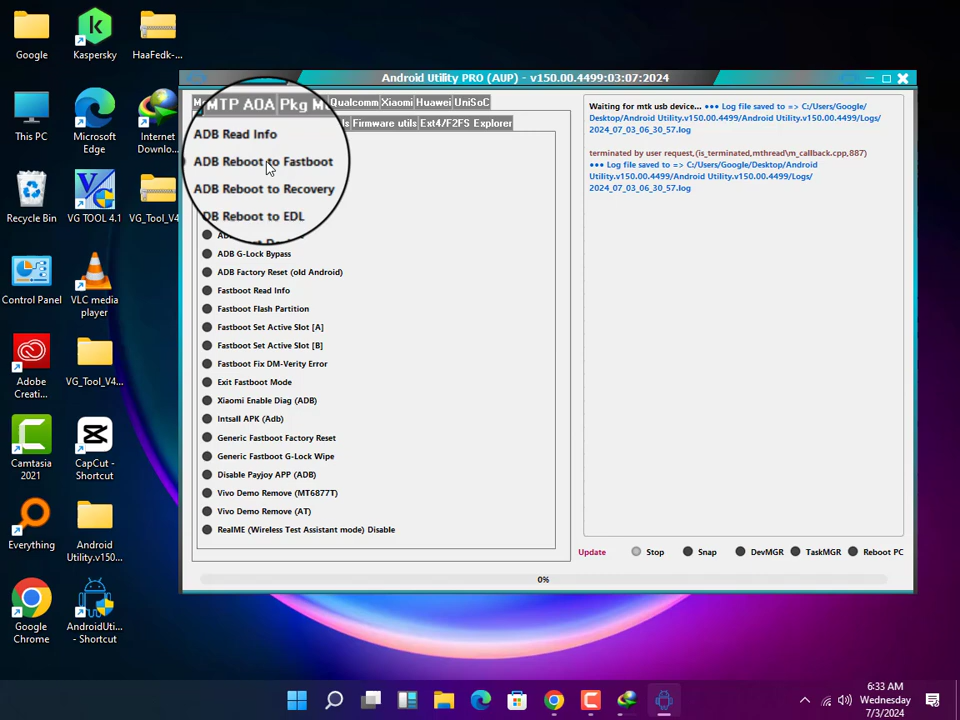 Google
Kaspersky
HaaFedk-...
This PC
Microsoft
Edge
Internet
Downlo...
Recycle Bin
VG TOOL 4.1
VG_Tool_V4...
Control Panel
VLC media
player
Adobe
Creati...
VG_Tool_V4...
Camtasia
2021
CapCut -
Shortcut
Everything
Android
Utility.v150...
Google
Chrome
AndroidUti...
- Shortcut
Android Utility PRO (AUP) - v150.00.4499:03:07:2024
MTP AOA Pkg M Qualcomm Xiaomi Huawei UniSoC
Firmware utils Ext4/F2FS Explorer
ADB Read Info
ADB Reboot to Fastboot
ADB Reboot to Recovery
DB Reboot to EDL
ADB G-Lock Bypass
ADB Factory Reset (old Android)
Fastboot Read Info
Fastboot Flash Partition
Fastboot Set Active Slot [A]
Fastboot Set Active Slot [B]
Fastboot Fix DM-Verity Error
Exit Fastboot Mode
Xiaomi Enable Diag (ADB)
Intsall APK (Adb)
Generic Fastboot Factory Reset
Generic Fastboot G-Lock Wipe
Disable Payjoy APP (ADB)
Vivo Demo Remove (MT6877T)
Vivo Demo Remove (AT)
RealME (Wireless Test Assistant mode) Disable
Waiting for mtk usb device... ••• Log file saved to => C:/Users/Google/
Desktop/Android Utility.v150.00.4499/Android Utility.v150.00.4499/Logs/
2024_07_03_06_30_57.log
terminated by user request,(is_terminated,mthread\m_callback.cpp,887)
••• Log file saved to => C:/Users/Google/Desktop/Android
Utility.v150.00.4499/Android Utility.v150.00.4499/Logs/
2024_07_03_06_30_57.log
Update Stop Snap DevMGR TaskMGR Reboot PC
0%
6:33 AM
Wednesday
7/3/2024